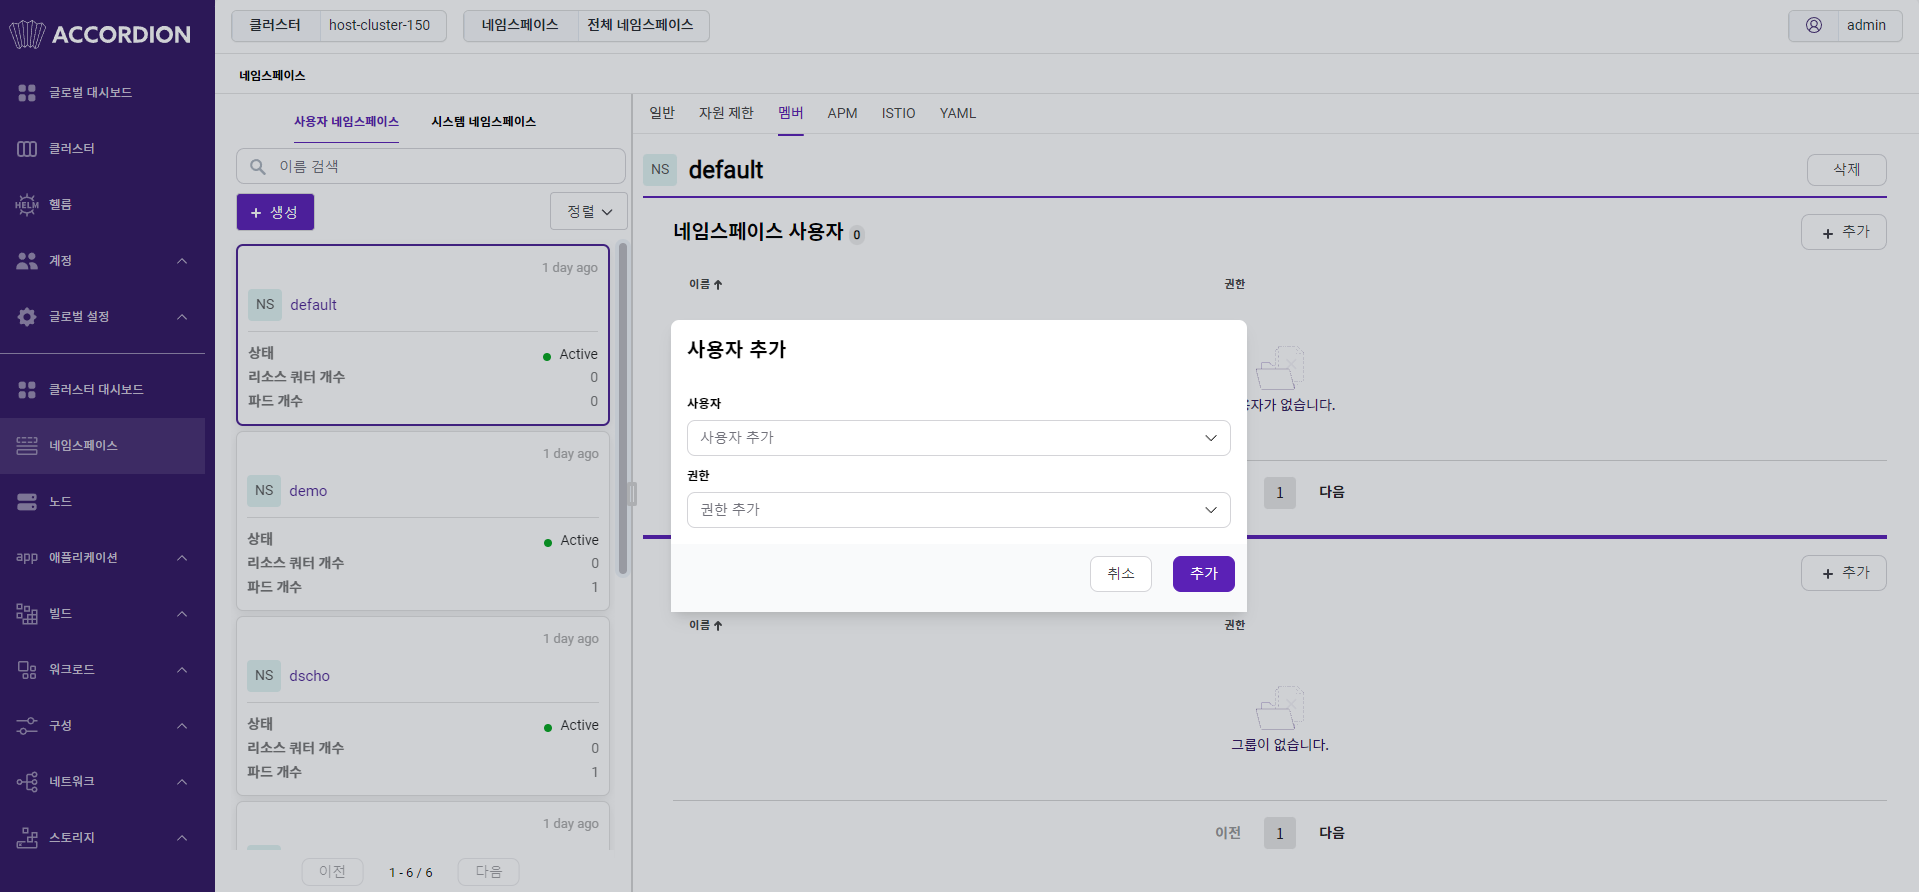 ACCORDION
글로벌 대시보드
클러스터
HELM 헬름
계정
글로벌 설정
클러스터 대시보드
네임스페이스
노드
app 애플리케이션
빌드
워크로드
구성
네트워크
스토리지
클러스터 host-cluster-150 네임스페이스 전체 네임스페이스 admin
네임스페이스
사용자 네임스페이스 시스템 네임스페이스
이름 검색
+ 생성 정렬
1 day ago
NS default
상태 Active
리소스 쿼터 개수 0
파드 개수 0
1 day ago
NS demo
상태 Active
리소스 쿼터 개수 0
파드 개수 1
1 day ago
NS dscho
상태 Active
리소스 쿼터 개수 0
파드 개수 1
1 day ago
이전 1 - 6 / 6 다음
일반 자원 제한 멤버 APM ISTIO YAML
NS default 삭제
네임스페이스 사용자 0 + 추가
이름 ↑ 권한
용자가 없습니다.
1 다음
사용자 추가
사용자
사용자 추가
권한
권한 추가
취소 추가
+ 추가
이름 ↑ 권한
그룹이 없습니다.
이전 1 다음